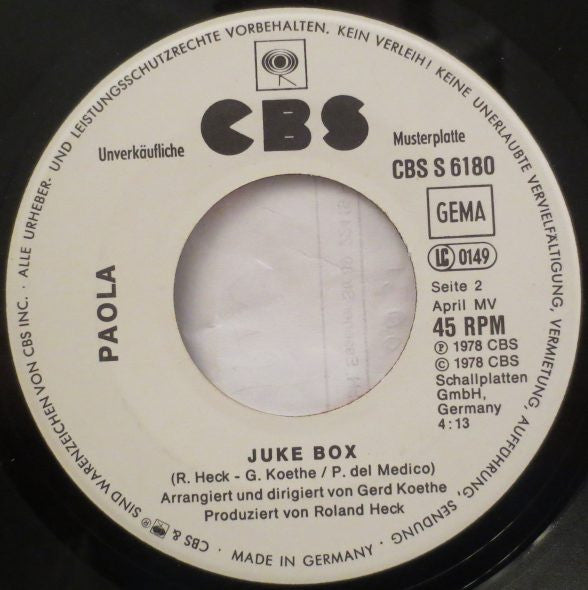 ALLE URHEBER- UND LEISTUNGSSCHUTZRECHTE VORBEHALTEN. KEIN VERLEIH! KEINE UNERLAUBTE VERVIELFÄLTIGUNG, VERMIETUNG, AUFFÜHRUNG, SENDUNG
CBS
Unverkäufliche
Musterplatte
CBS S 6180
GEMA
LC 0149
Seite 2
April MV
45 RPM
Ⓟ 1978 CBS
© 1978 CBS
Schallplatten
GmbH,
Germany
4:13
PAOLA
JUKE BOX
(R. Heck - G. Koethe / P. del Medico)
Arrangiert und dirigiert von Gerd Koethe
Produziert von Roland Heck
· MADE IN GERMANY ·
CBS & ® SIND WARENZEICHEN VON CBS INC. ·